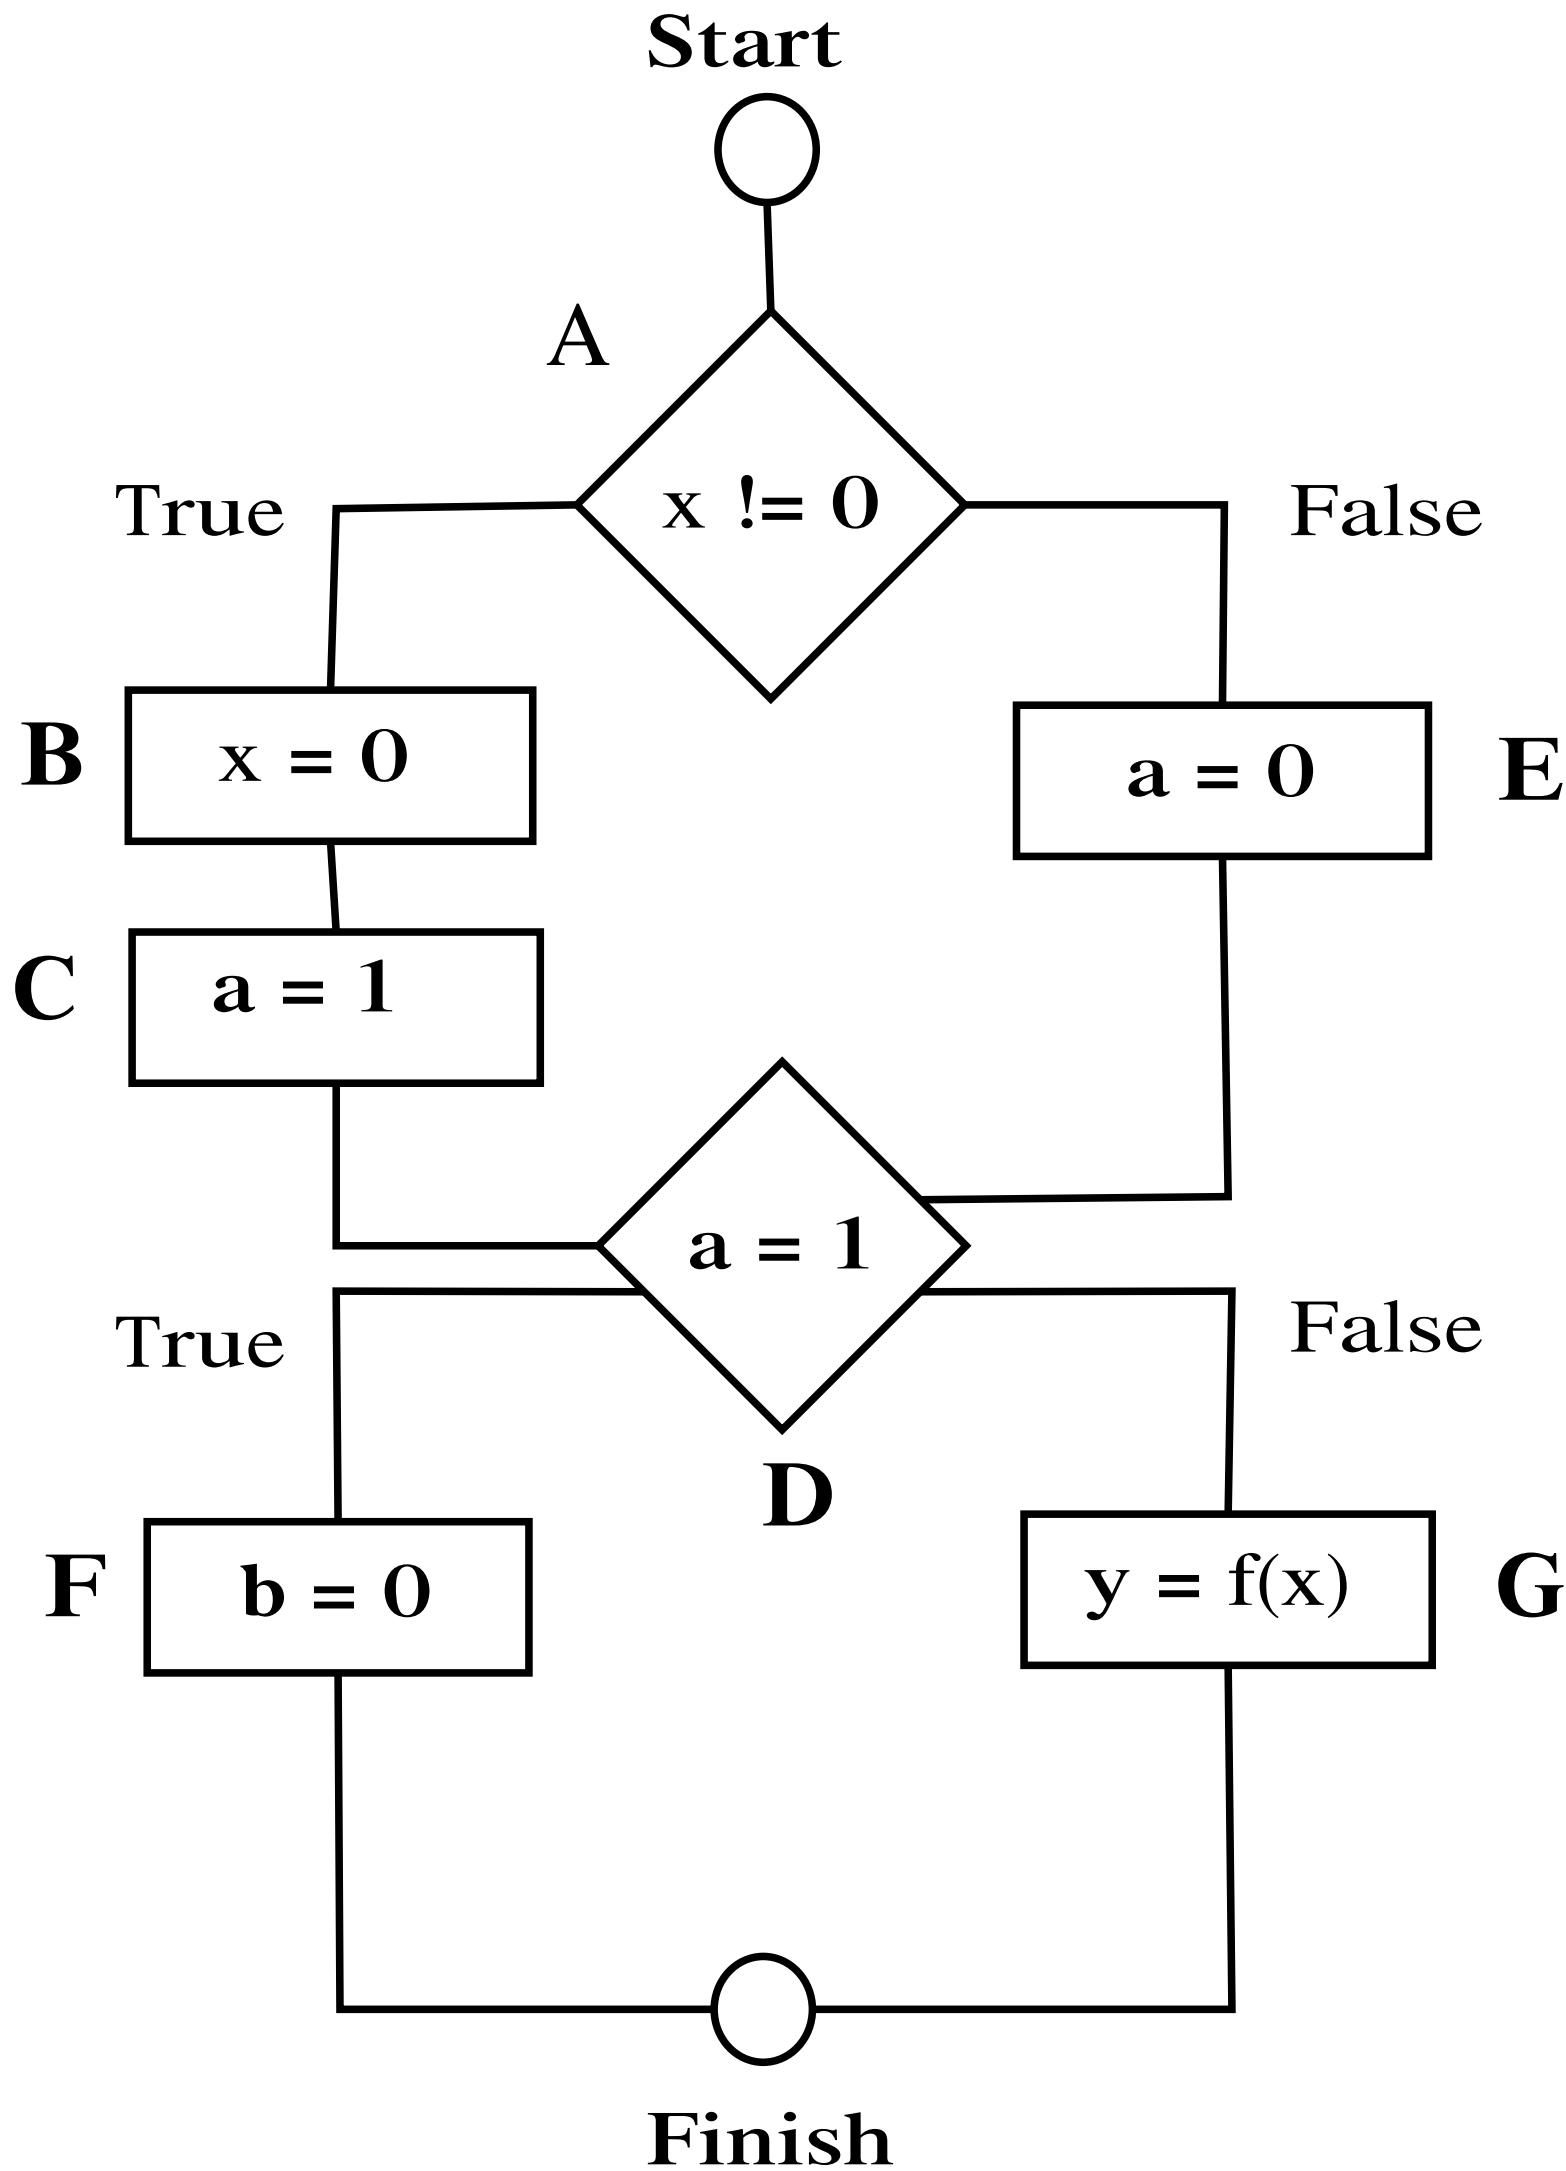 Start
A
x != 0
True
False
B
x = 0
a = 0
E
C
a = 1
a = 1
True
False
D
F
b = 0
y = f(x)
G
Finish